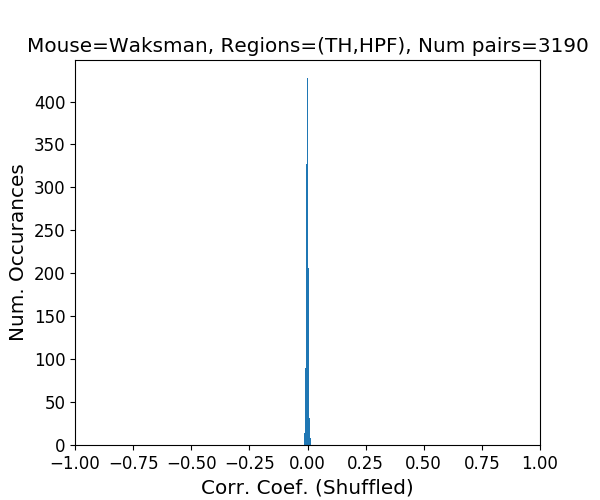 Mouse=Waksman, Regions=(TH,HPF), Num pairs=3190
400
350
300
250
200
150
100
50
0
Num. Occurances
−1.00 −0.75 −0.50 −0.25 0.00 0.25 0.50 0.75 1.00
Corr. Coef. (Shuffled)